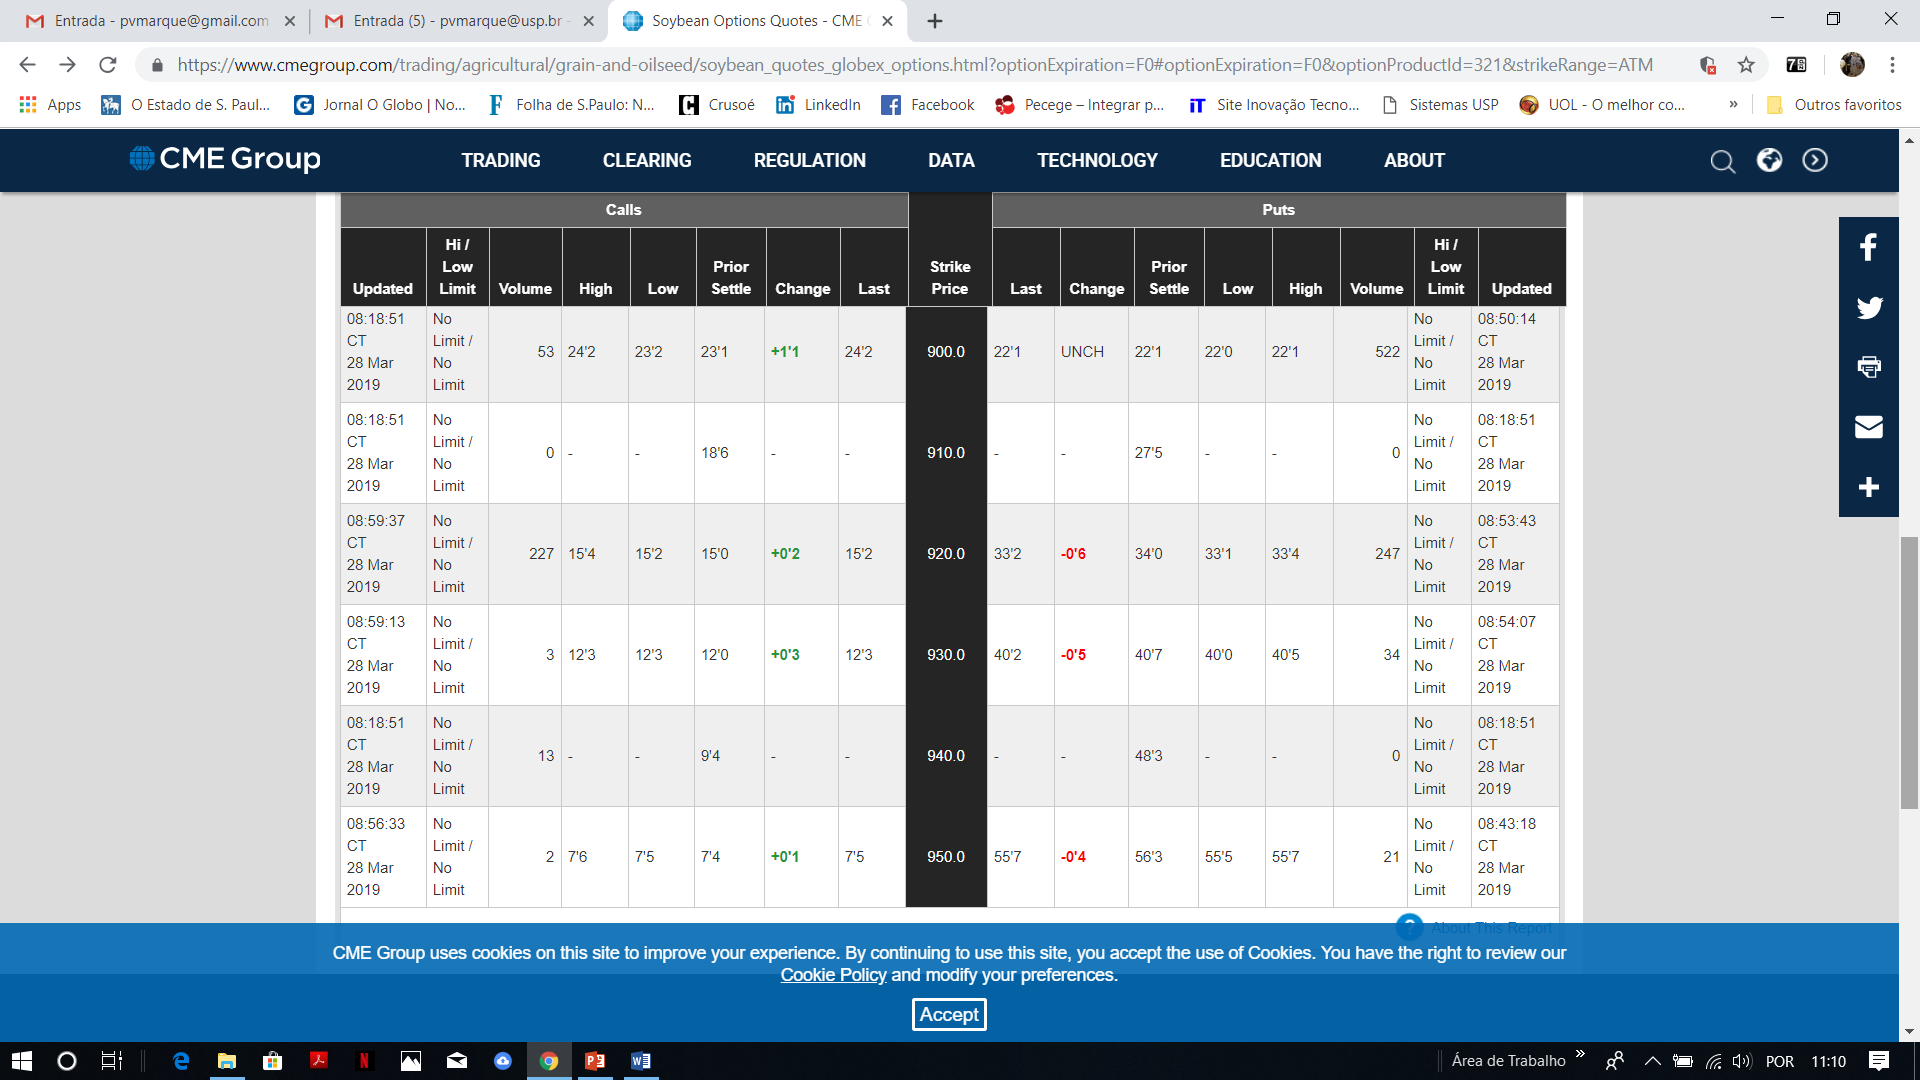 Entrada - pvmarque@gmail.com
Entrada (5) - pvmarque@usp.br -
Soybean Options Quotes - CME
https://www.cmegroup.com/trading/agricultural/grain-and-oilseed/soybean_quotes_globex_options.html?optionExpiration=F0#optionExpiration=F0&optionProductId=321&strikeRange=ATM
Apps O Estado de S. Paul... Jornal O Globo | No... Folha de S.Paulo: N... Crusoé LinkedIn Facebook Pecege – Integrar p... Site Inovação Tecno... Sistemas USP UOL - O melhor co... » Outros favoritos
CME Group TRADING CLEARING REGULATION DATA TECHNOLOGY EDUCATION ABOUT
Calls Puts
Updated Hi / Low Limit Volume High Low Prior Settle Change Last Strike Price Last Change Prior Settle Low High Volume Hi / Low Limit Updated
08:18:51 CT 28 Mar 2019 No Limit / No Limit 53 24'2 23'2 23'1 +1'1 24'2 900.0 22'1 UNCH 22'1 22'0 22'1 522 No Limit / No Limit 08:50:14 CT 28 Mar 2019
08:18:51 CT 28 Mar 2019 No Limit / No Limit 0 - - 18'6 - - 910.0 - - 27'5 - - 0 No Limit / No Limit 08:18:51 CT 28 Mar 2019
08:59:37 CT 28 Mar 2019 No Limit / No Limit 227 15'4 15'2 15'0 +0'2 15'2 920.0 33'2 -0'6 34'0 33'1 33'4 247 No Limit / No Limit 08:53:43 CT 28 Mar 2019
08:59:13 CT 28 Mar 2019 No Limit / No Limit 3 12'3 12'3 12'0 +0'3 12'3 930.0 40'2 -0'5 40'7 40'0 40'5 34 No Limit / No Limit 08:54:07 CT 28 Mar 2019
08:18:51 CT 28 Mar 2019 No Limit / No Limit 13 - - 9'4 - - 940.0 - - 48'3 - - 0 No Limit / No Limit 08:18:51 CT 28 Mar 2019
08:56:33 CT 28 Mar 2019 No Limit / No Limit 2 7'6 7'5 7'4 +0'1 7'5 950.0 55'7 -0'4 56'3 55'5 55'7 21 No Limit / No Limit 08:43:18 CT 28 Mar 2019
? About This Report
CME Group uses cookies on this site to improve your experience. By continuing to use this site, you accept the use of Cookies. You have the right to review our
Cookie Policy and modify your preferences.
Accept
Área de Trabalho » POR 11:10